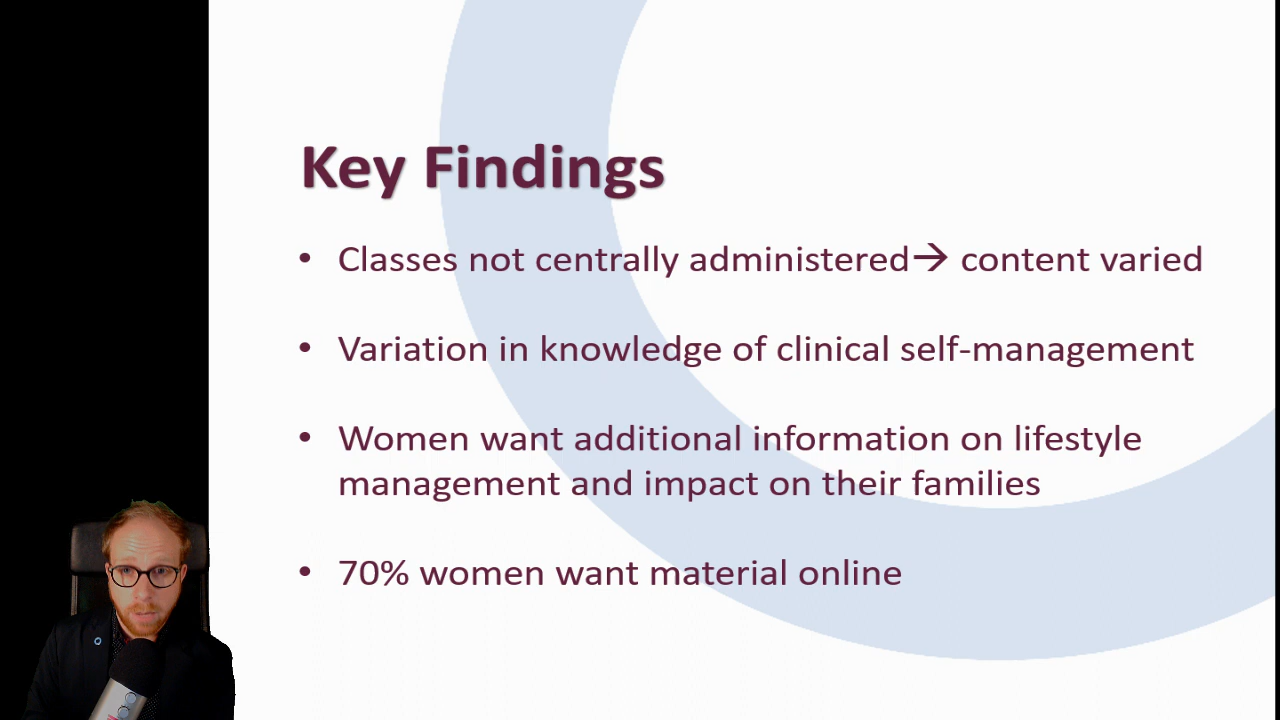 Key Findings
• Classes not centrally administered→ content varied
• Variation in knowledge of clinical self-management
• Women want additional information on lifestyle
management and impact on their families
• 70% women want material online